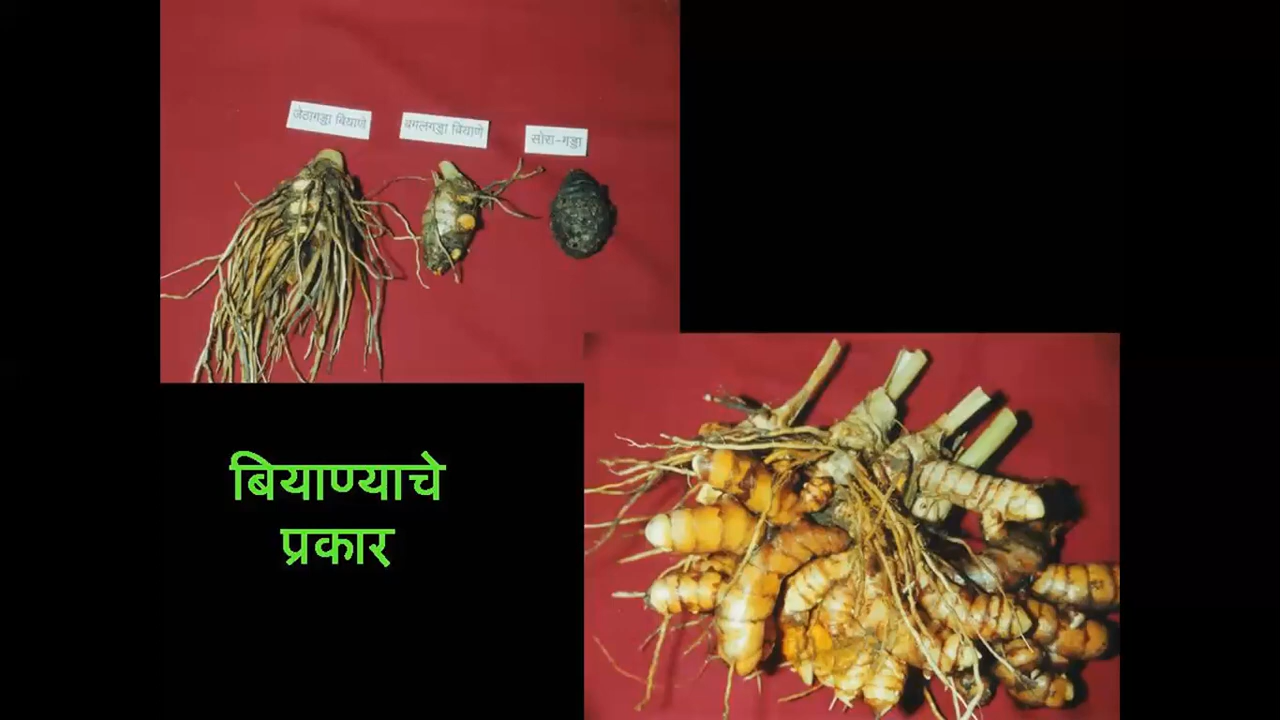 जेठागड्डा बियाणे
बगलगड्डा बियाणे
सोरा-गड्डा
बियाण्याचे
प्रकार